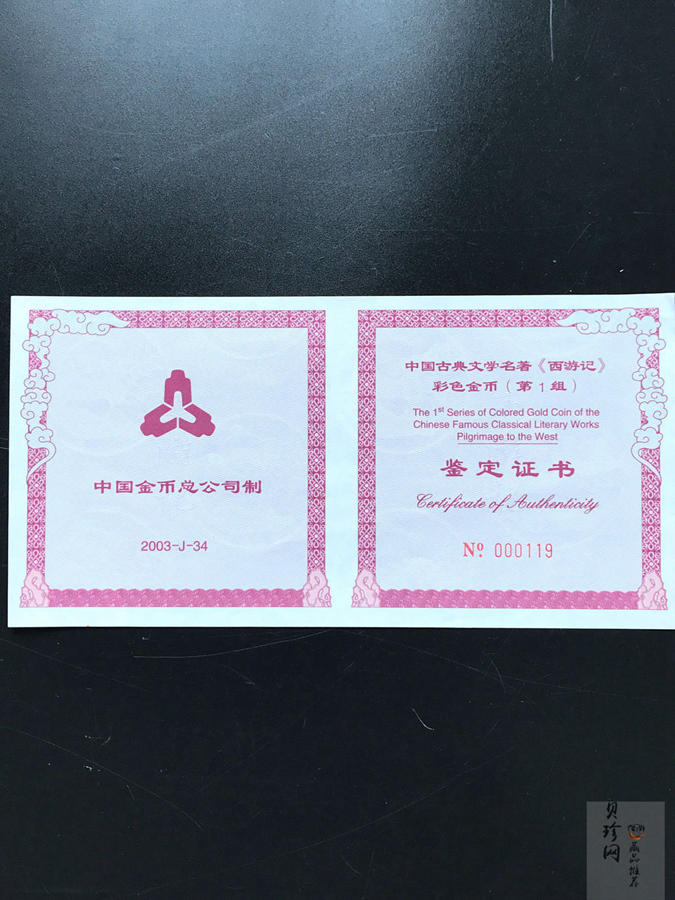 中国金币总公司制
2003-J-34
中国古典文学名著《西游记》
彩色金币（第1组）
The 1st Series of Colored Gold Coin of the
Chinese Famous Classical Literary Works
Pilgrimage to the West
鉴定证书
Certificate of Authenticity
Nº 000119
贝珍网
藏品推荐